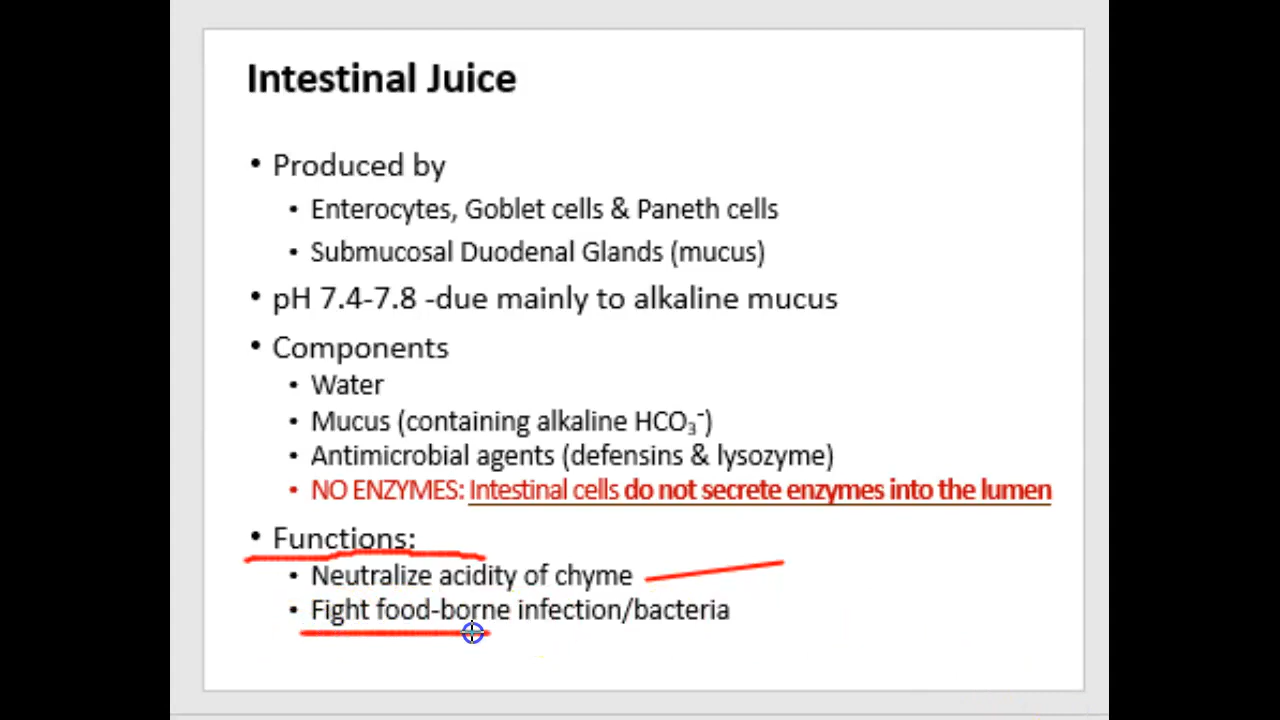 Intestinal Juice
• Produced by
• Enterocytes, Goblet cells & Paneth cells
• Submucosal Duodenal Glands (mucus)
• pH 7.4-7.8 -due mainly to alkaline mucus
• Components
• Water
• Mucus (containing alkaline HCO₃⁻)
• Antimicrobial agents (defensins & lysozyme)
• NO ENZYMES: Intestinal cells do not secrete enzymes into the lumen
• Functions:
• Neutralize acidity of chyme
• Fight food-borne infection/bacteria